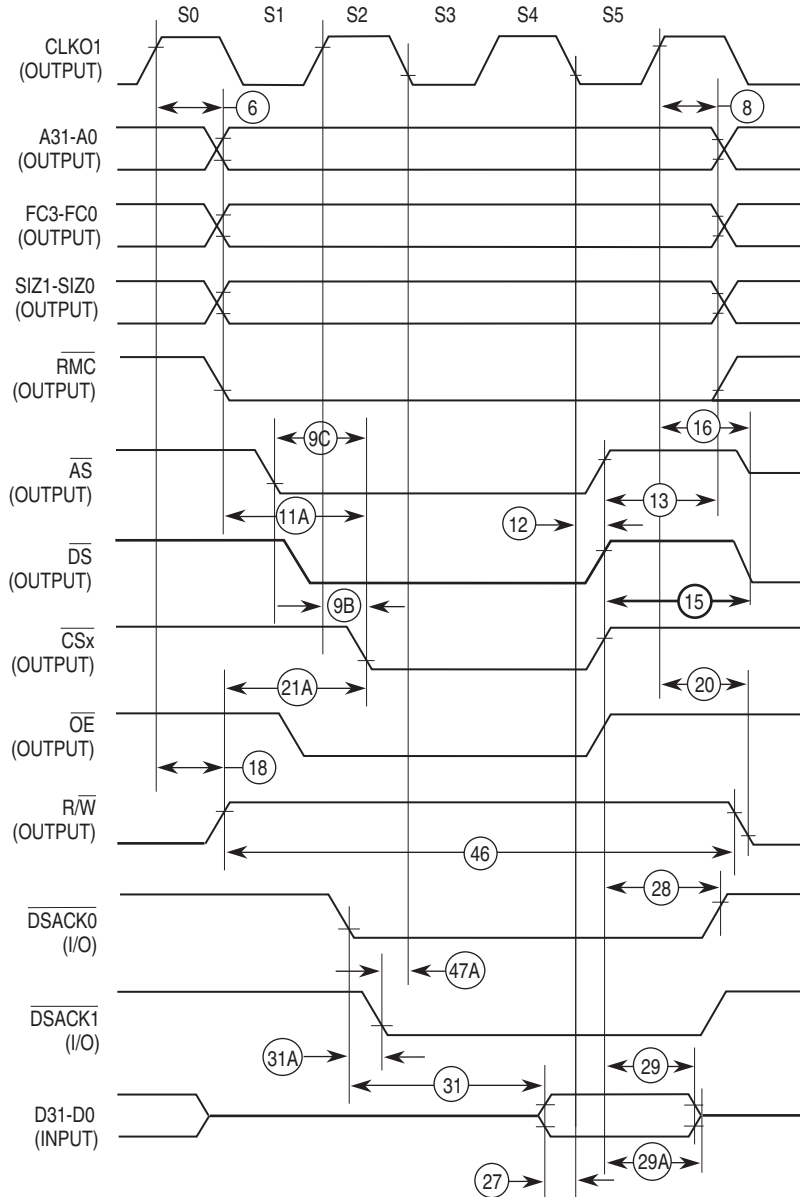 S0 S1 S2 S3 S4 S5
CLKO1
(OUTPUT)
6 8
A31-A0
(OUTPUT)
FC3-FC0
(OUTPUT)
SIZ1-SIZ0
(OUTPUT)
RMC
(OUTPUT)
16
9C
AS
(OUTPUT)
13
11A
12
DS
(OUTPUT)
9B
15
CSx
(OUTPUT)
21A
20
OE
(OUTPUT)
18
R/W
(OUTPUT)
46
28
DSACK0
(I/O)
47A
DSACK1
(I/O)
31A
29
31
D31-D0
(INPUT)
29A
27